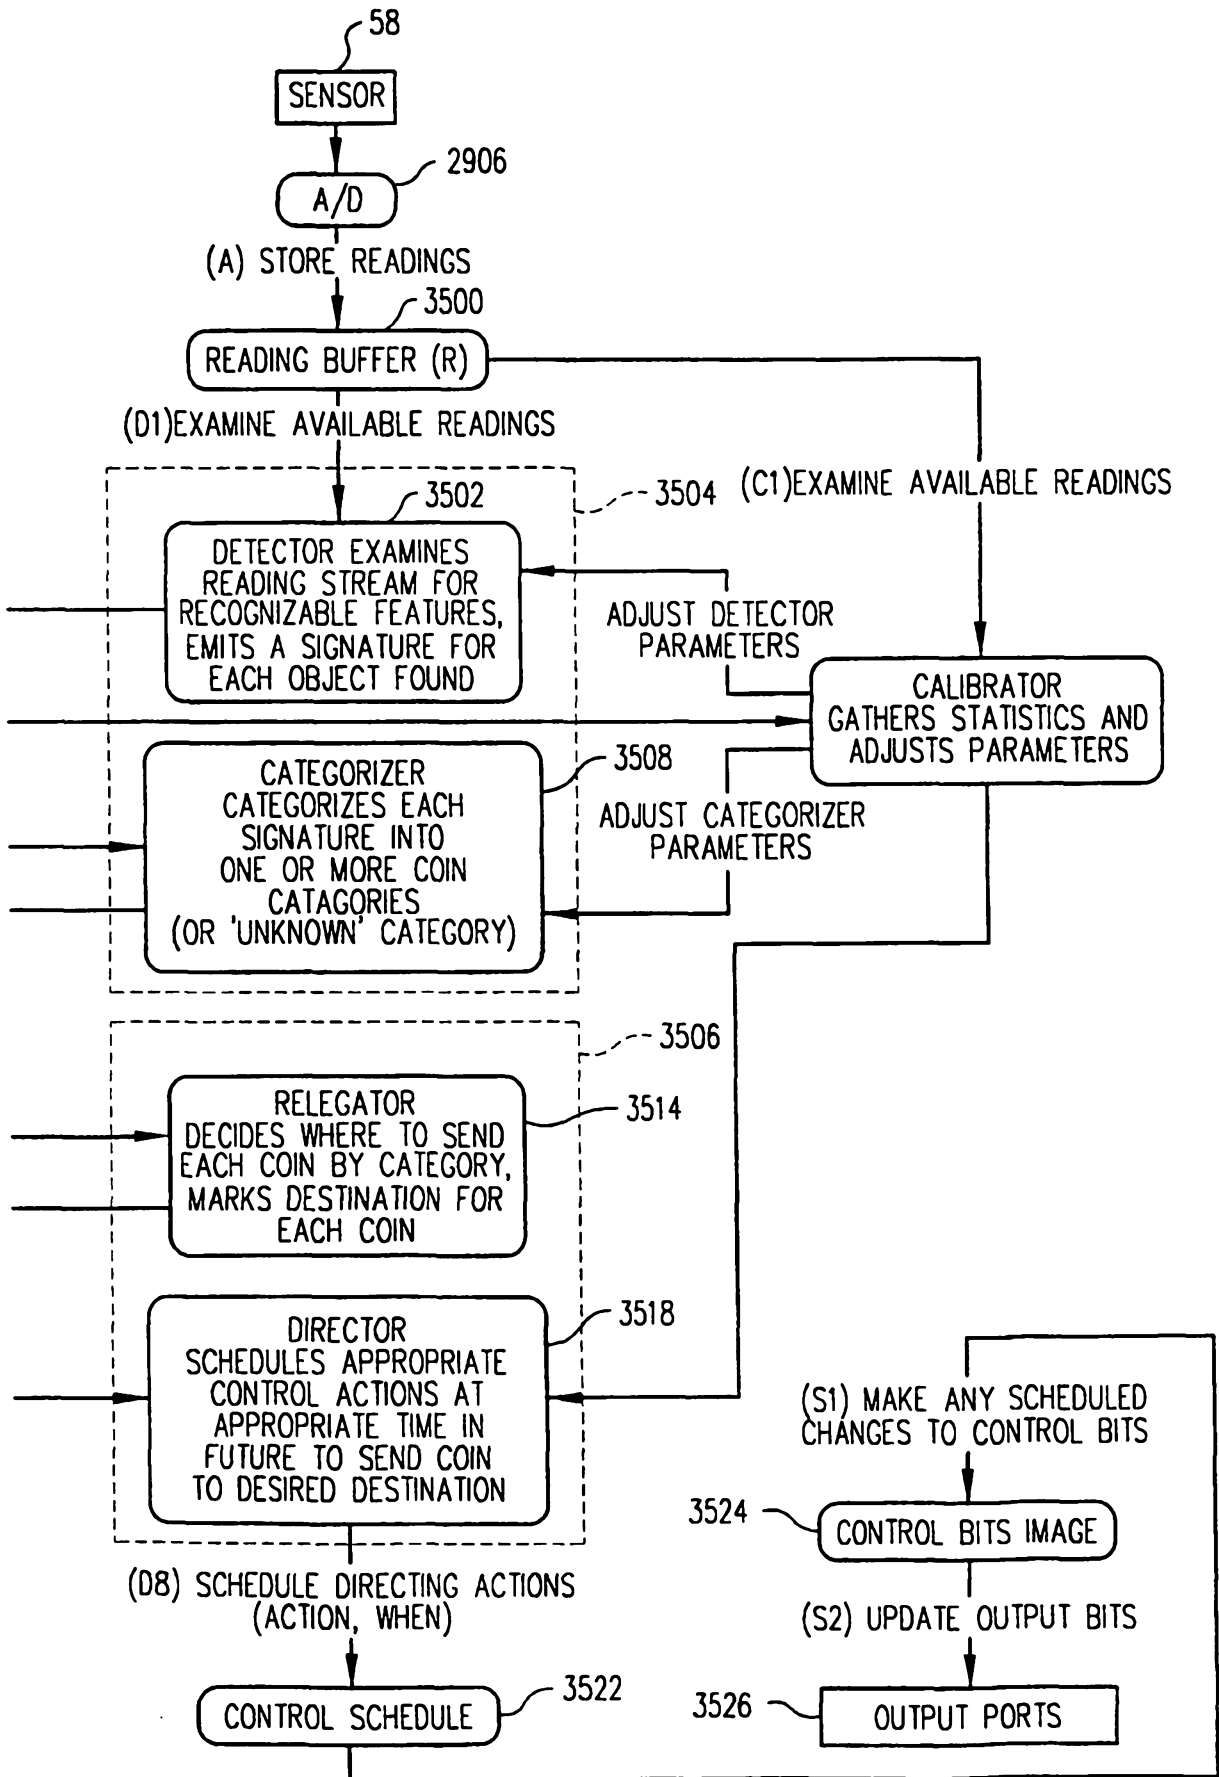 58
SENSOR
2906
A/D
(A) STORE READINGS
3500
READING BUFFER (R)
(D1)EXAMINE AVAILABLE READINGS
3502
3504
(C1)EXAMINE AVAILABLE READINGS
DETECTOR EXAMINES
READING STREAM FOR
RECOGNIZABLE FEATURES,
EMITS A SIGNATURE FOR
EACH OBJECT FOUND
ADJUST DETECTOR
PARAMETERS
CALIBRATOR
GATHERS STATISTICS AND
ADJUSTS PARAMETERS
3508
CATEGORIZER
CATEGORIZES EACH
SIGNATURE INTO
ONE OR MORE COIN
CATAGORIES
(OR 'UNKNOWN' CATEGORY)
ADJUST CATEGORIZER
PARAMETERS
3506
RELEGATOR
DECIDES WHERE TO SEND
EACH COIN BY CATEGORY,
MARKS DESTINATION FOR
EACH COIN
3514
3518
DIRECTOR
SCHEDULES APPROPRIATE
CONTROL ACTIONS AT
APPROPRIATE TIME IN
FUTURE TO SEND COIN
TO DESIRED DESTINATION
(S1) MAKE ANY SCHEDULED
CHANGES TO CONTROL BITS
3524
CONTROL BITS IMAGE
(D8) SCHEDULE DIRECTING ACTIONS
(ACTION, WHEN)
(S2) UPDATE OUTPUT BITS
3522
CONTROL SCHEDULE
3526
OUTPUT PORTS